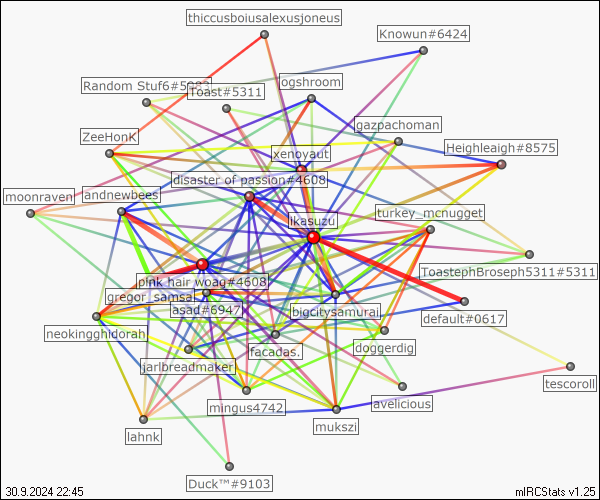 thiccusboiusalexusjoneus
Knowun#6424
Random Stuf6#5083
ogshroom
Toast#5311
gazpachoman
ZeeHonK
Heighleaigh#8575
xenoyaut
disaster of passion#4608
moonraven
andnewbees
ikasuzu
turkey_mcnugget
ToastephBroseph5311#5311
pink hair woag#4608
gregor_samsa
asad#6947
bigcitysamurai
default#0617
neokingghidorah
facadas.
doggerdig
jarlbreadmaker
tescoroll
mingus4742
avelicious
mukszi
lahnk
Duck™#9103
30.9.2024 22:45
mIRCStats v1.25